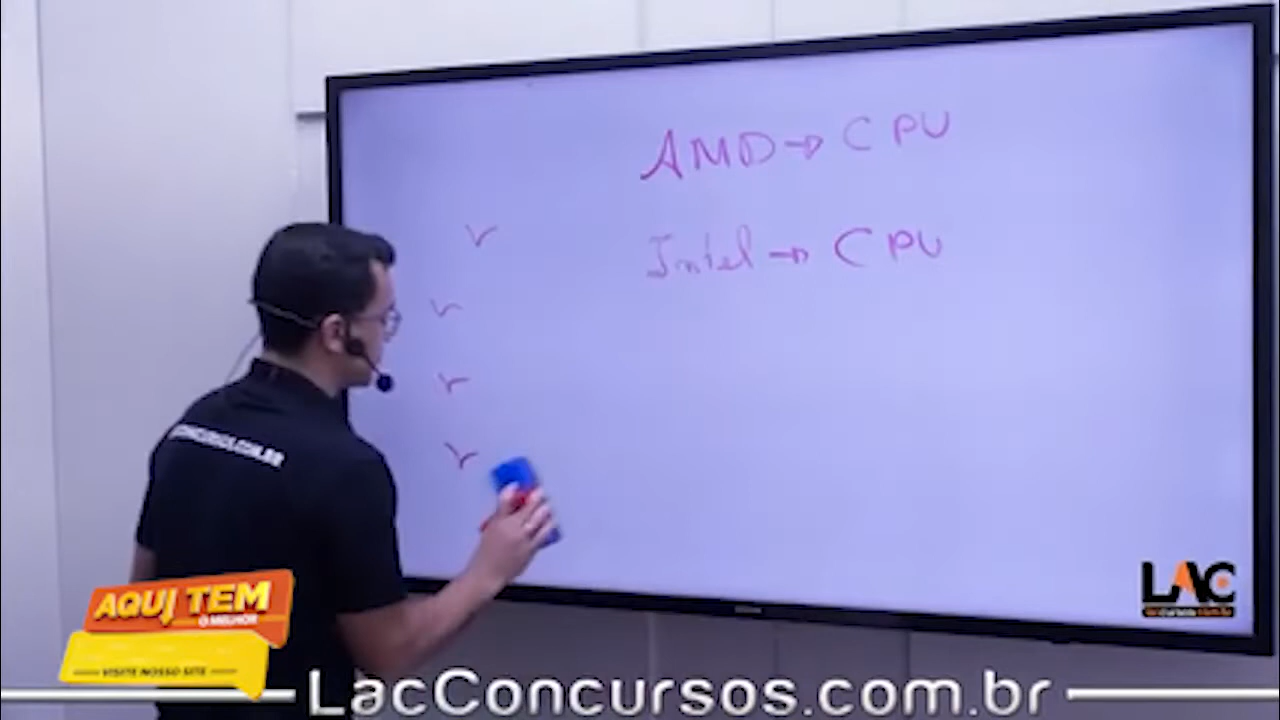 AMD → CPU
Intel → CPU
LAC
AQUI TEM
O MELHOR
VISITE NOSSO SITE
LacConcursos.com.br